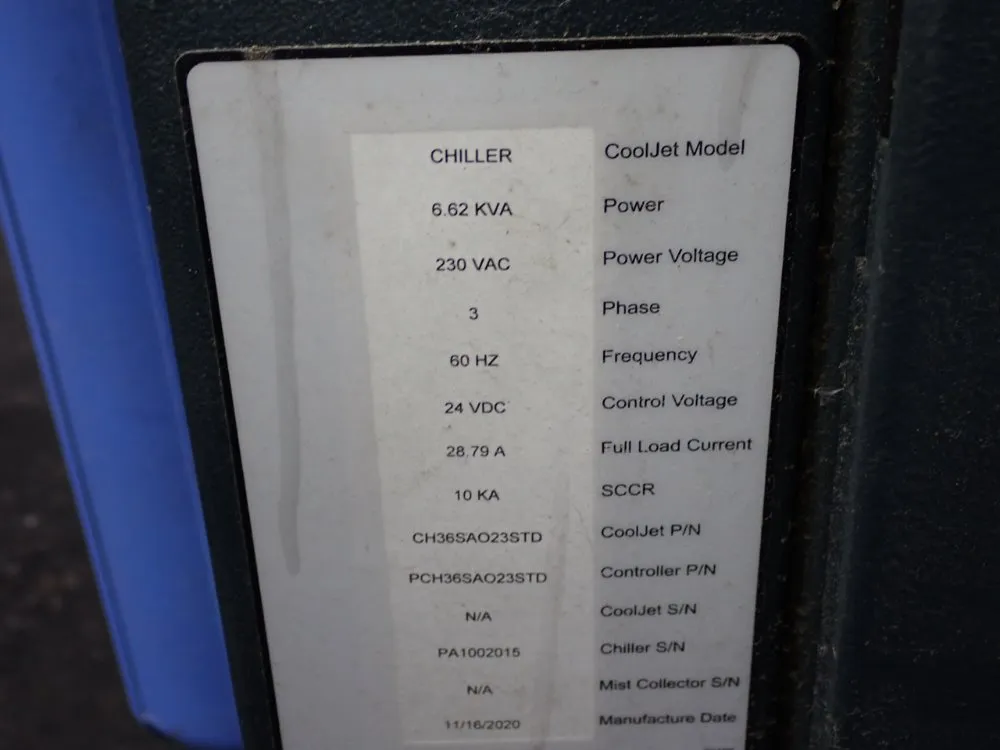 CHILLER CoolJet Model
6.62 KVA Power
230 VAC Power Voltage
3 Phase
60 HZ Frequency
24 VDC Control Voltage
28.79 A Full Load Current
10 KA SCCR
CH36SAO23STD CoolJet P/N
PCH36SAO23STD Controller P/N
N/A CoolJet S/N
PA1002015 Chiller S/N
N/A Mist Collector S/N
11/16/2020 Manufacture Date